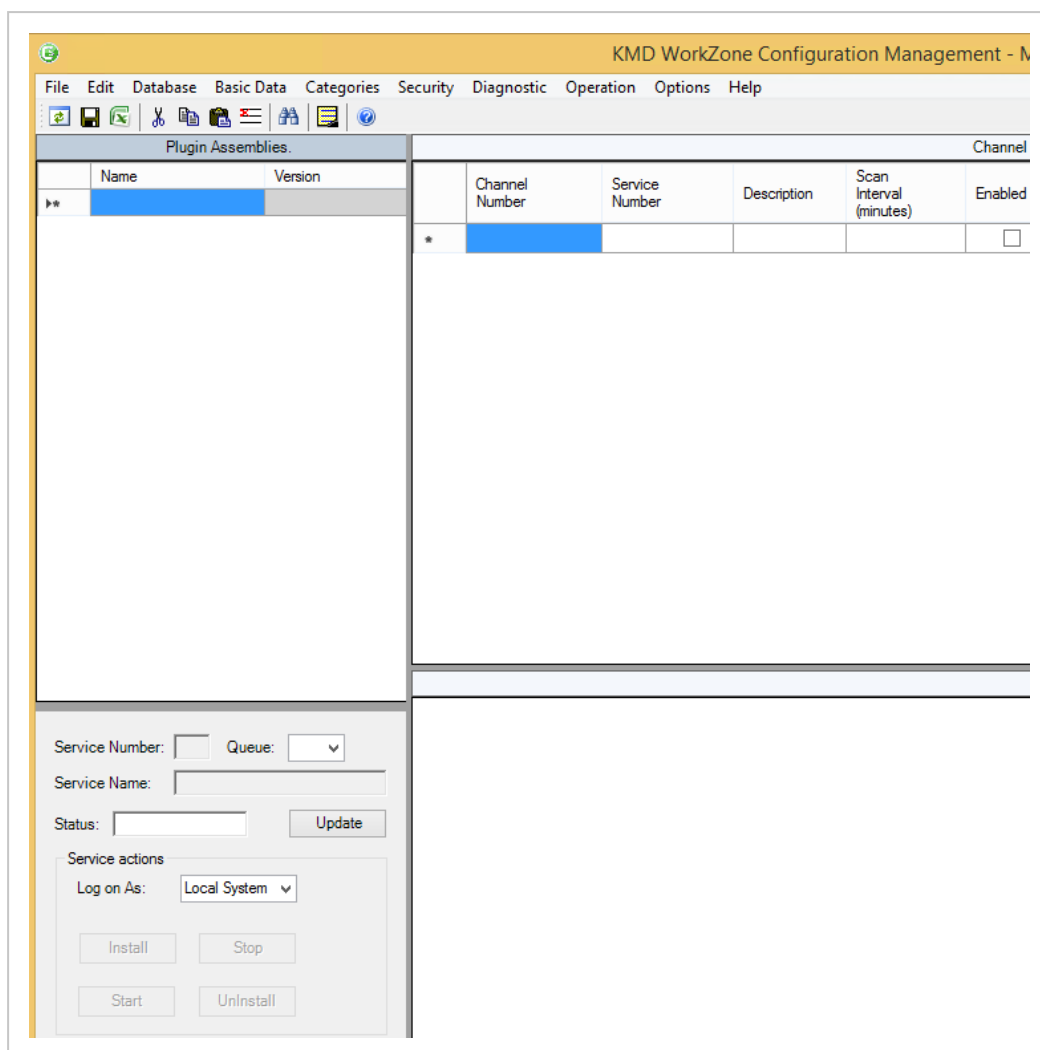 KMD WorkZone Configuration Management - M
File Edit Database Basic Data Categories Security Diagnostic Operation Options Help
Plugin Assemblies.
Channel
Name Version
Channel Number
Service Number
Description
Scan Interval (minutes)
Enabled
Service Number: Queue:
Service Name:
Status: Update
Service actions
Log on As: Local System
Install Stop
Start UnInstall